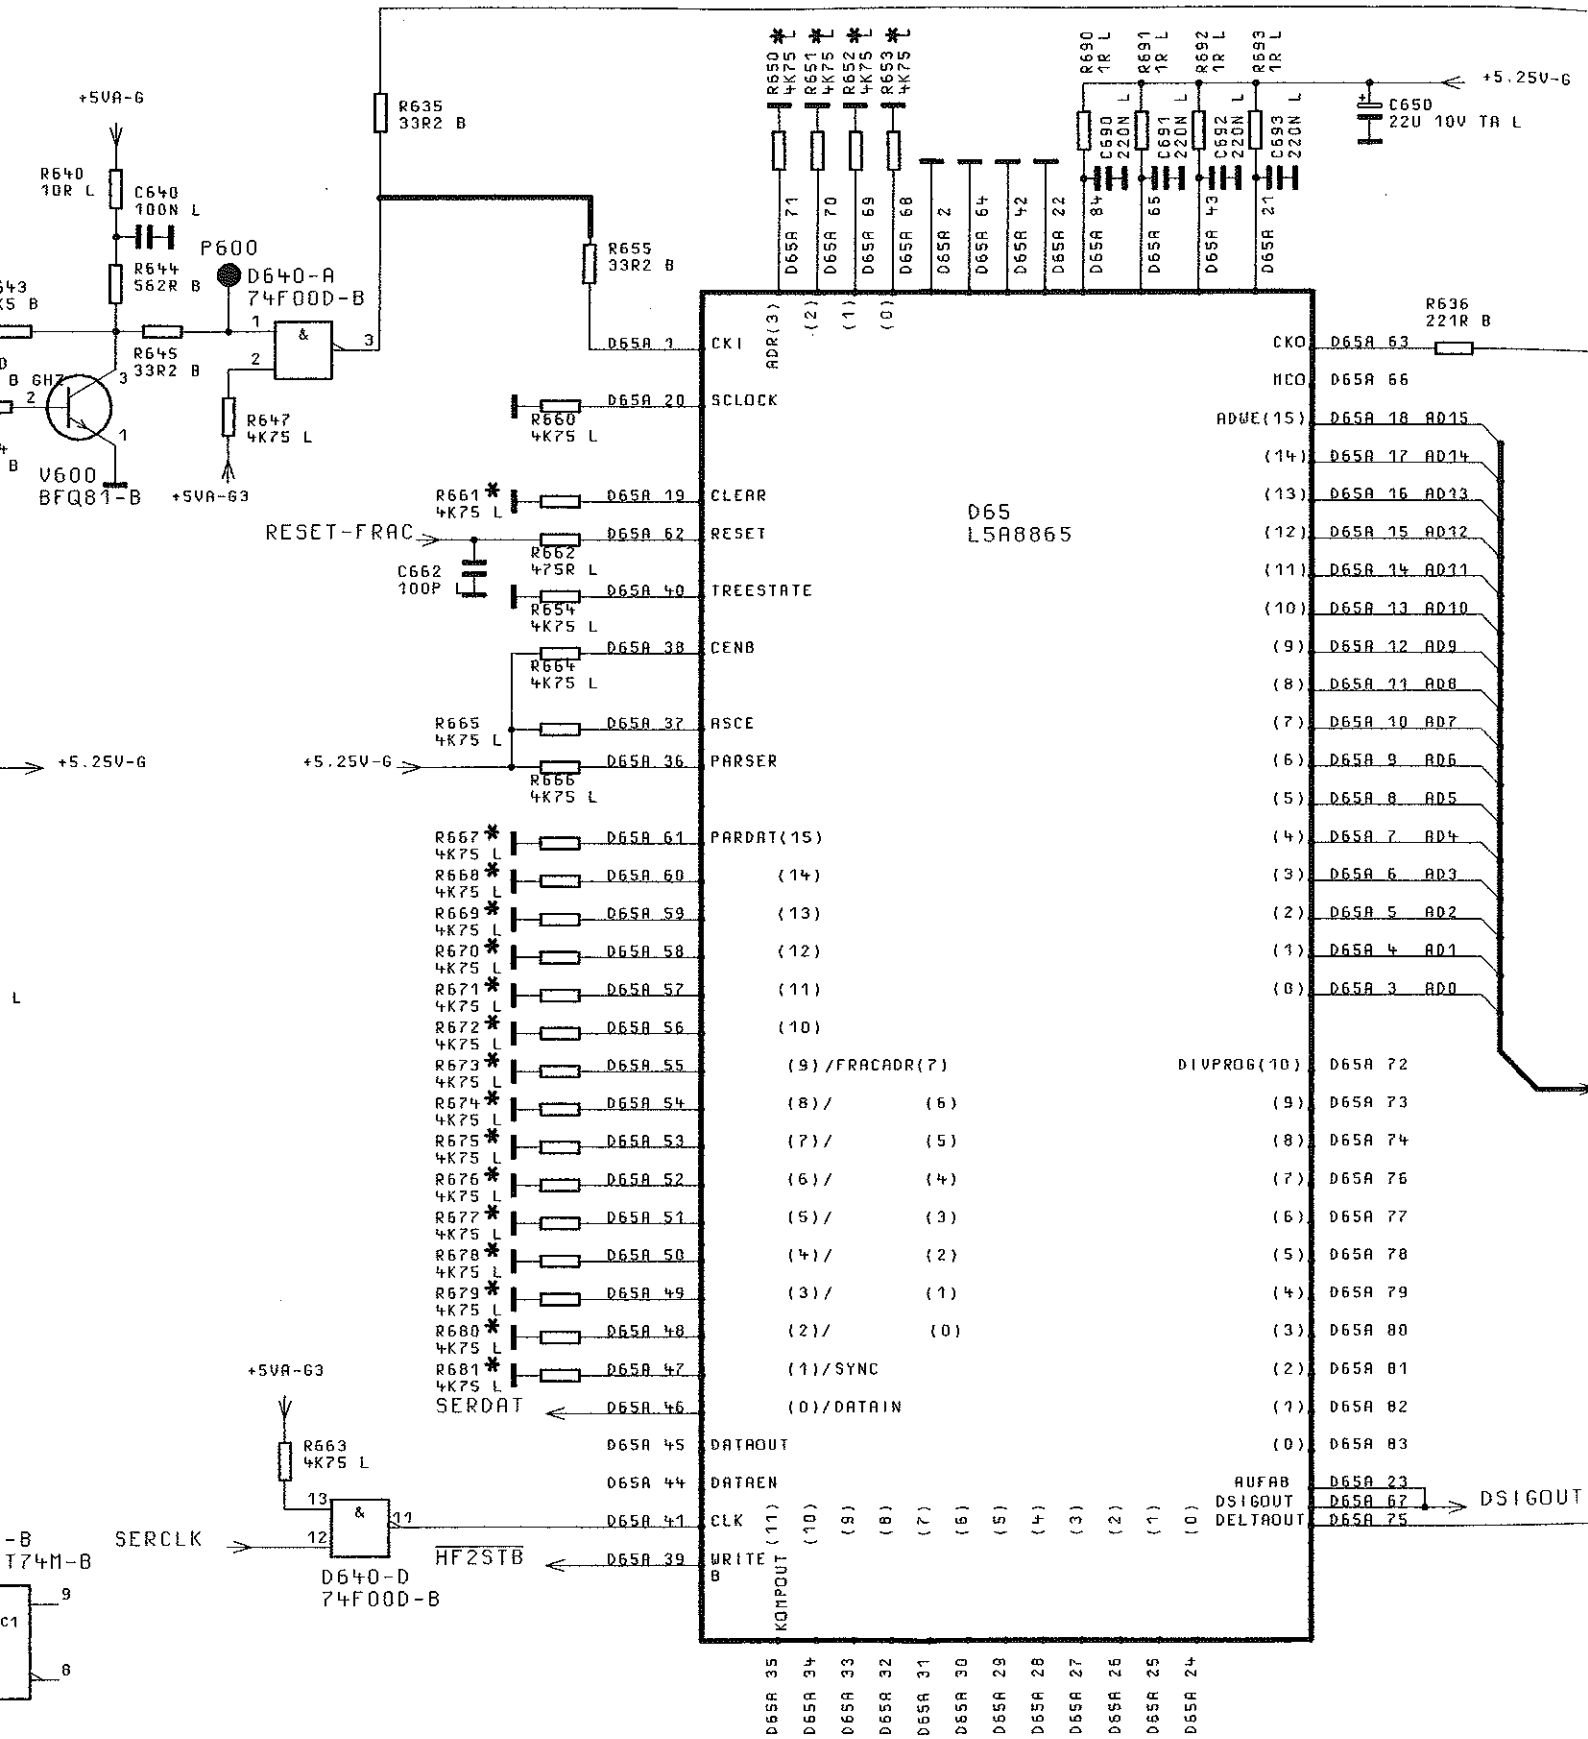 +5VA-G
R640
10R L
C640
100N L
R644
562R B
P600
D640-A
74F00D-B
1
2
&
3
R645
33R2 B
R647
4K75 L
+5VA-G3
B GHZ
2
3
1
V600
BFQ81-B
R635
33R2 B
R655
33R2 B
R650 *
4K75 L
R651 *
4K75 L
R652 *
4K75 L
R653 *
4K75 L
D65A 71
D65A 70
D65A 69
D65A 68
D65A 2
D65A 64
D65A 42
D65A 22
D65A 84
D65A 65
D65A 43
D65A 21
R690
1R L
R691
1R L
R692
1R L
R693
1R L
C690
220N L
C691
220N L
C692
220N L
C693
220N L
+5.25V-G
+
C650
22U 10V TA L
ADR(3)
(2)
(1)
(0)
D65
LSA8865
D65A 1 CKI
R660
4K75 L
D65A 20 SCLOCK
R661 *
4K75 L
D65A 19 CLEAR
RESET-FRAC
C662
100P L
R662
475R L
D65A 62 RESET
R654
4K75 L
D65A 40 TREESTATE
R664
4K75 L
D65A 38 CENB
R665
4K75 L
D65A 37 ASCE
+5.25V-G
+5.25V-G
R666
4K75 L
D65A 36 PARSER
R667 *
4K75 L
D65A 61 PARDAT(15)
R668 *
4K75 L
D65A 60 (14)
R669 *
4K75 L
D65A 59 (13)
R670 *
4K75 L
D65A 58 (12)
L
R671 *
4K75 L
D65A 57 (11)
R672 *
4K75 L
D65A 56 (10)
R673 *
4K75 L
D65A 55 (9)/FRACADR(7)
R674 *
4K75 L
D65A 54 (8)/ (6)
R675 *
4K75 L
D65A 53 (7)/ (5)
R676 *
4K75 L
D65A 52 (6)/ (4)
R677 *
4K75 L
D65A 51 (5)/ (3)
R678 *
4K75 L
D65A 50 (4)/ (2)
R679 *
4K75 L
D65A 49 (3)/ (1)
R680 *
4K75 L
D65A 48 (2)/ (0)
R681 *
4K75 L
D65A 47 (1)/SYNC
SERDAT D65A 46 (0)/DATAIN
D65A 45 DATAOUT
D65A 44 DATAEN
D65A 41 CLK
HF2STB D65A 39 WRITE
B
+5VA-G3
R663
4K75 L
13
12
&
11
SERCLK
D640-D
74F00D-B
-B
T74M-B
9
C1
8
R636
221R B
CKO D65A 63
MCO D65A 66
ADWE(15) D65A 18 AD15
(14) D65A 17 AD14
(13) D65A 16 AD13
(12) D65A 15 AD12
(11) D65A 14 AD11
(10) D65A 13 AD10
(9) D65A 12 AD9
(8) D65A 11 AD8
(7) D65A 10 AD7
(6) D65A 9 AD6
(5) D65A 8 AD5
(4) D65A 7 AD4
(3) D65A 6 AD3
(2) D65A 5 AD2
(1) D65A 4 AD1
(0) D65A 3 AD0
DIVPROG(10) D65A 72
(9) D65A 73
(8) D65A 74
(7) D65A 76
(6) D65A 77
(5) D65A 78
(4) D65A 79
(3) D65A 80
(2) D65A 81
(1) D65A 82
(0) D65A 83
AUFAB D65A 23
DSIGOUT D65A 67 DSIGOUT
DELTAOUT D65A 75
KOMPOUT (11)
(10)
(9)
(8)
(7)
(6)
(5)
(4)
(3)
(2)
(1)
(0)
D65A 35
D65A 34
D65A 33
D65A 32
D65A 31
D65A 30
D65A 29
D65A 28
D65A 27
D65A 26
D65A 25
D65A 24